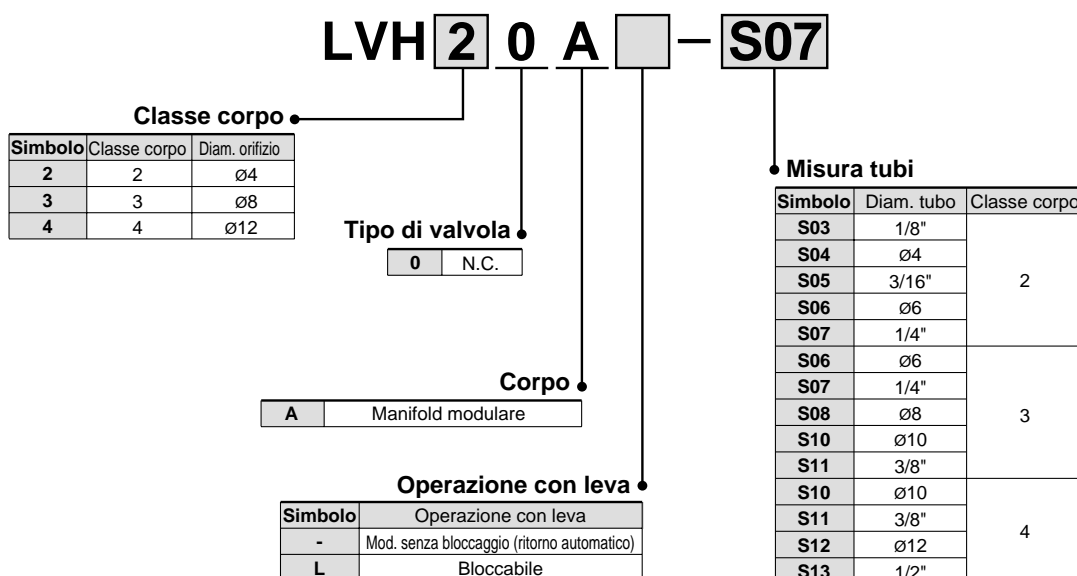 LVH 2 0 A – S07
Classe corpo
Simbolo Classe corpo Diam. orifizio
2 2 Ø4
3 3 Ø8
4 4 Ø12
Tipo di valvola
0 N.C.
Corpo
A Manifold modulare
Operazione con leva
Simbolo Operazione con leva
- Mod. senza bloccaggio (ritorno automatico)
L Bloccabile
Misura tubi
Simbolo Diam. tubo Classe corpo
S03 1/8"
S04 Ø4
S05 3/16" 2
S06 Ø6
S07 1/4"
S06 Ø6
S07 1/4"
S08 Ø8 3
S10 Ø10
S11 3/8"
S10 Ø10
S11 3/8" 4
S12 Ø12
S13 1/2"